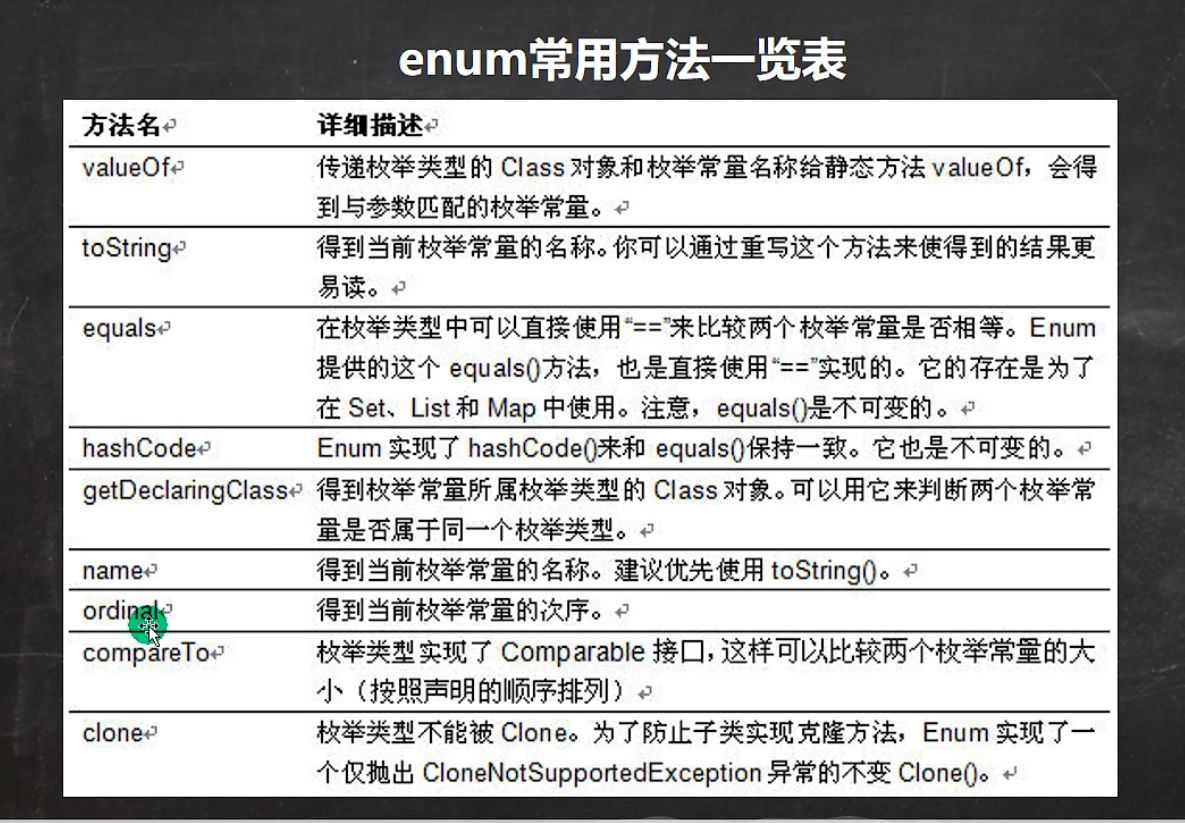 enum常用方法一览表
方法名 详细描述
valueOf 传递枚举类型的 Class 对象和枚举常量名称给静态方法 valueOf，会得
到与参数匹配的枚举常量。
toString 得到当前枚举常量的名称。你可以通过重写这个方法来使得到的结果更
易读。
equals 在枚举类型中可以直接使用“==”来比较两个枚举常量是否相等。Enum
提供的这个 equals()方法，也是直接使用“==”实现的。它的存在是为了
在 Set、List 和 Map 中使用。注意，equals()是不可变的。
hashCode Enum 实现了 hashCode()来和 equals()保持一致。它也是不可变的。
getDeclaringClass 得到枚举常量所属枚举类型的 Class 对象。可以用它来判断两个枚举常
量是否属于同一个枚举类型。
name 得到当前枚举常量的名称。建议优先使用 toString()。
ordinal 得到当前枚举常量的次序。
compareTo 枚举类型实现了 Comparable 接口，这样可以比较两个枚举常量的大
小（按照声明的顺序排列）
clone 枚举类型不能被 Clone。为了防止子类实现克隆方法，Enum 实现了一
个仅抛出 CloneNotSupportedException 异常的不变 Clone()。